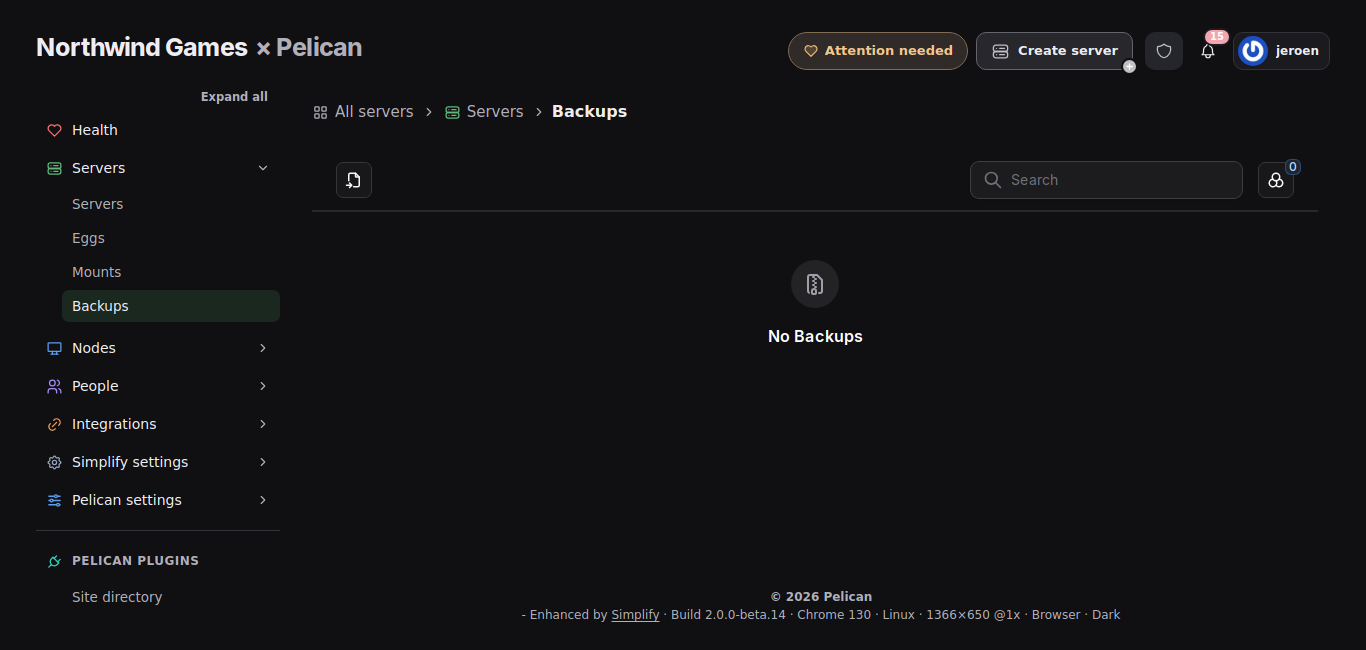 Northwind Games × Pelican
Attention needed
Create server
15
jeroen
Expand all
Health
Servers
Servers
Eggs
Mounts
Backups
Nodes
People
Integrations
Simplify settings
Pelican settings
PELICAN PLUGINS
Site directory
All servers > Servers > Backups
Search
0
No Backups
© 2026 Pelican
- Enhanced by Simplify · Build 2.0.0-beta.14 · Chrome 130 · Linux · 1366×650 @1x · Browser · Dark